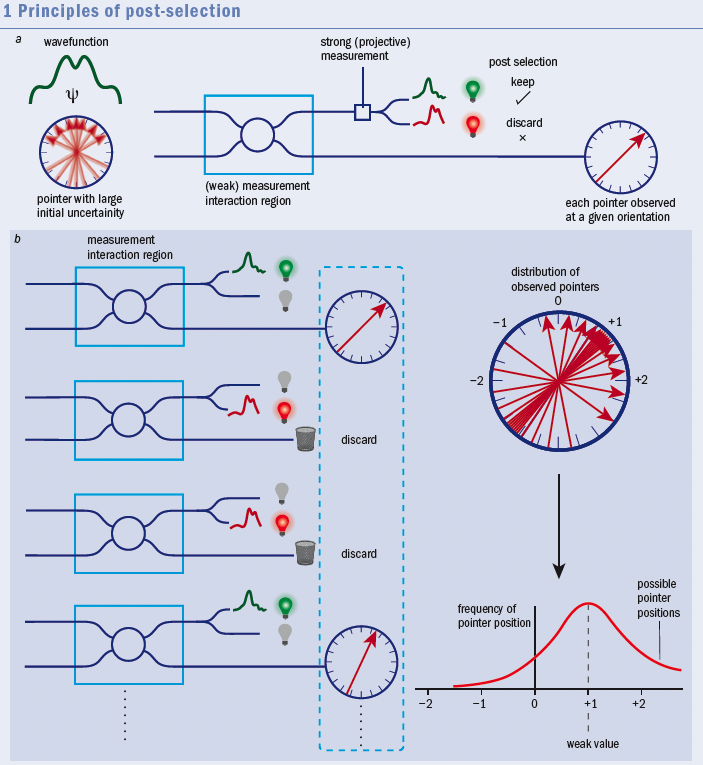 1 Principles of post-selection
a
wavefunction
ψ
pointer with large
initial uncertainity
(weak) measurement
interaction region
strong (projective)
measurement
post selection
keep
✓
discard
×
each pointer observed
at a given orientation
b
measurement
interaction region
discard
discard
distribution of
observed pointers
0
−1
+1
−2
+2
frequency of
pointer position
possible
pointer
positions
−2
−1
0
+1
+2
weak value